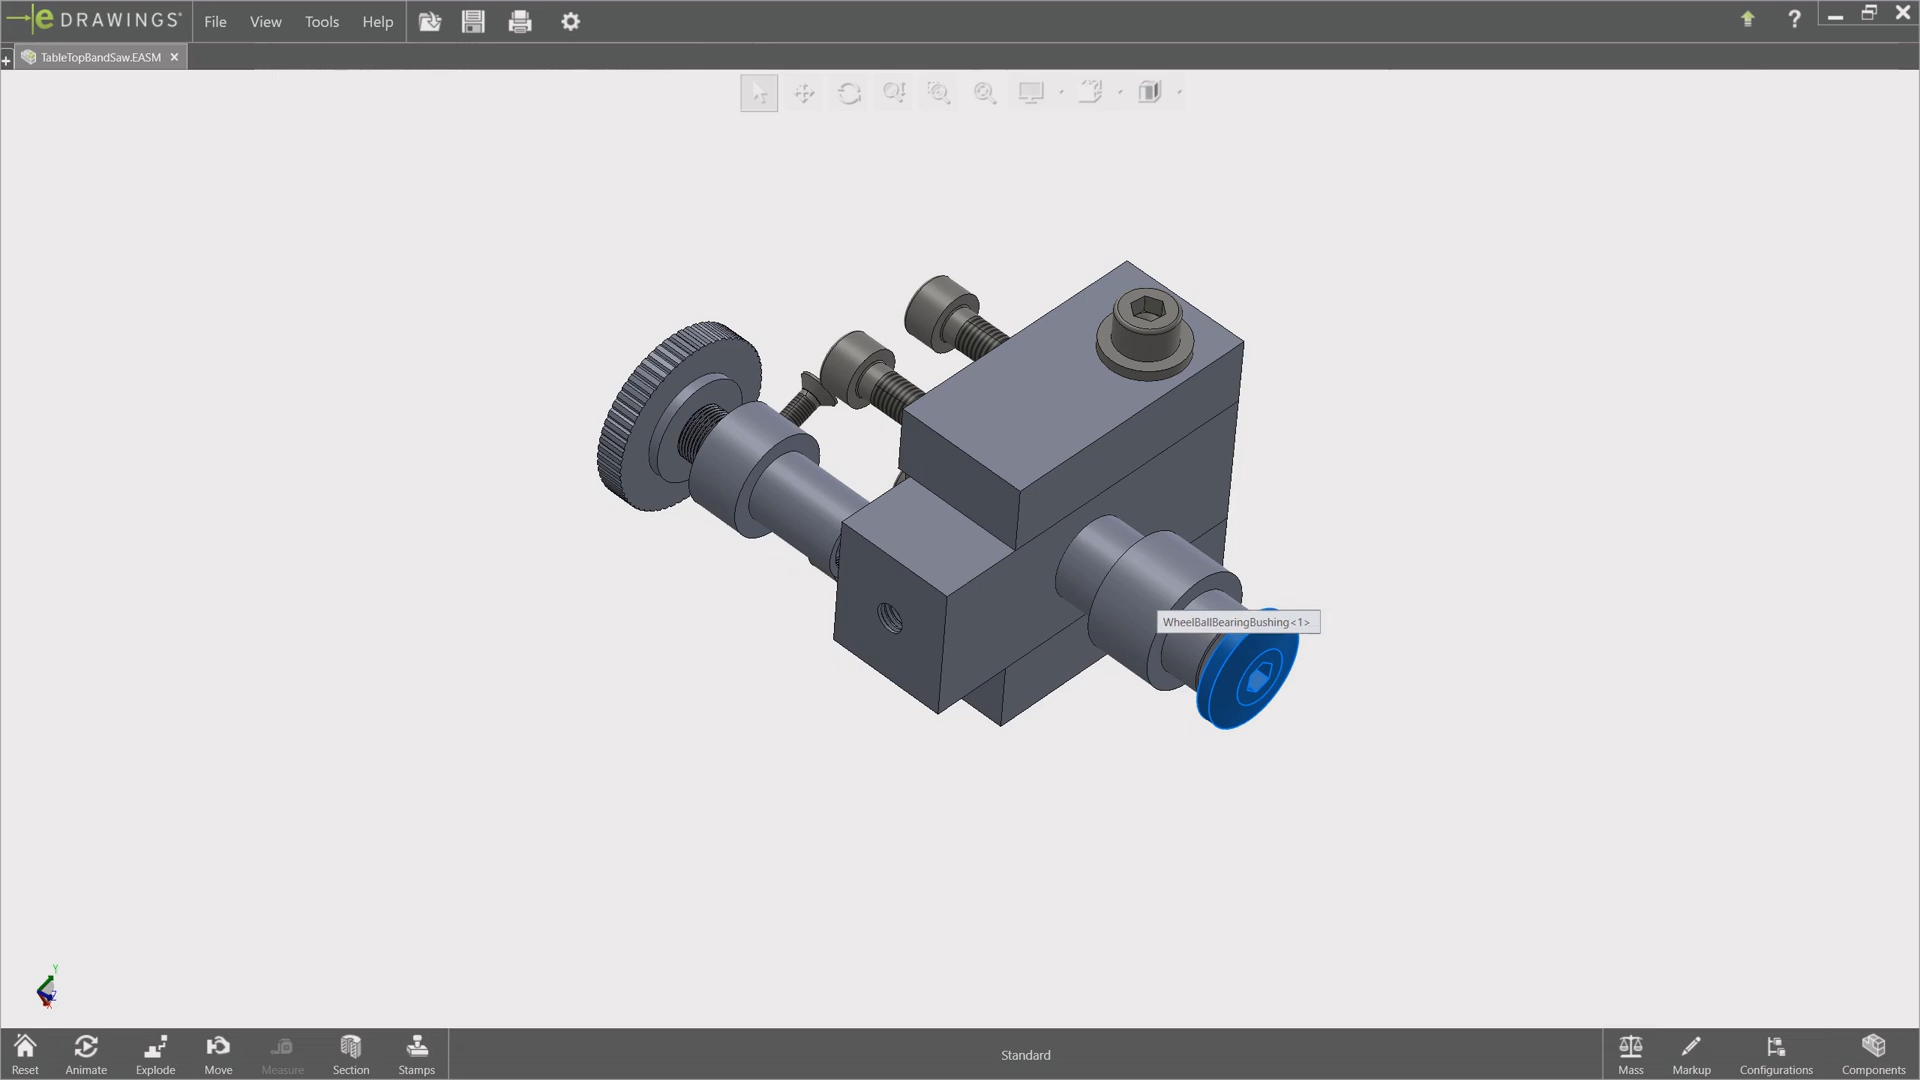 eDRAWINGS®
File View Tools Help
?
TableTopBandSaw.EASM
WheelBallBearingBushing<1>
Y
Z
X
Reset Animate Explode Move Measure Section Stamps
Standard
Mass Markup Configurations Components